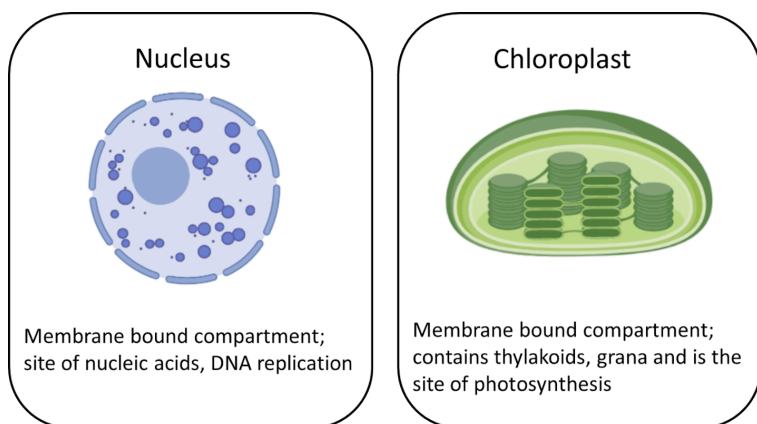 Nucleus
Membrane bound compartment;
site of nucleic acids, DNA replication
Chloroplast
Membrane bound compartment;
contains thylakoids, grana and is the
site of photosynthesis